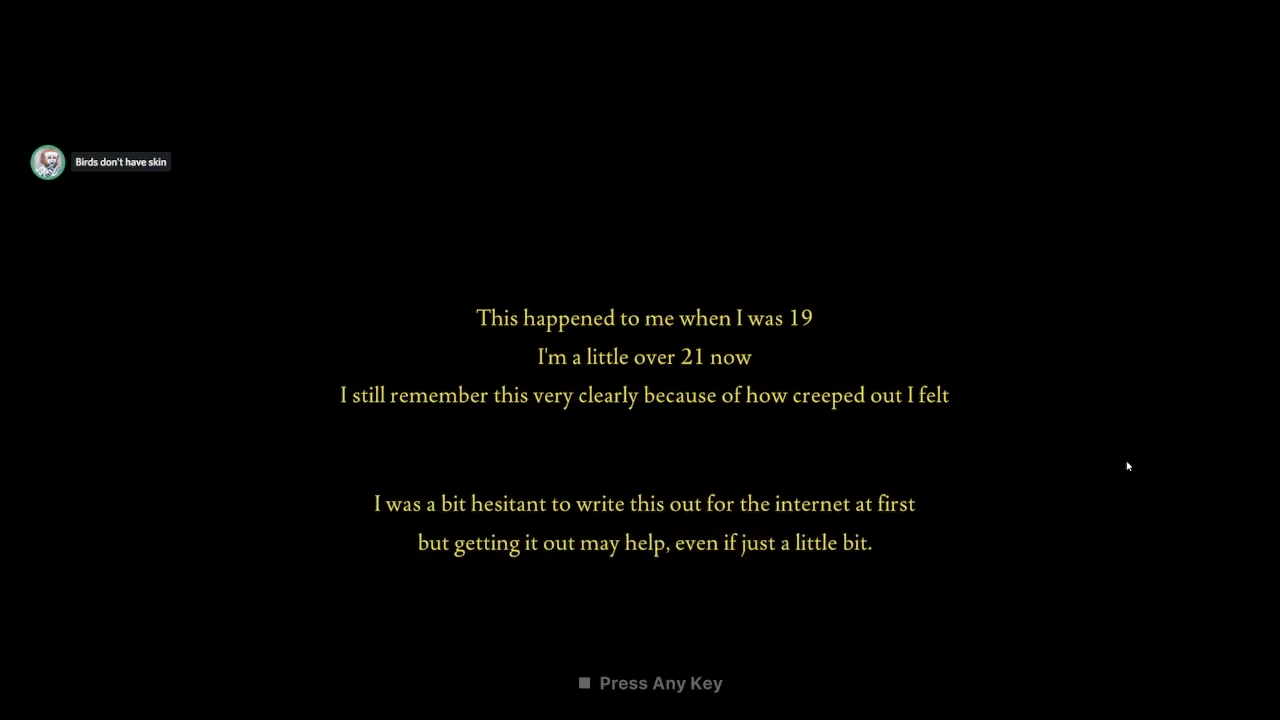 Birds don't have skin
This happened to me when I was 19
I'm a little over 21 now
I still remember this very clearly because of how creeped out I felt
I was a bit hesitant to write this out for the internet at first
but getting it out may help, even if just a little bit.
Press Any Key